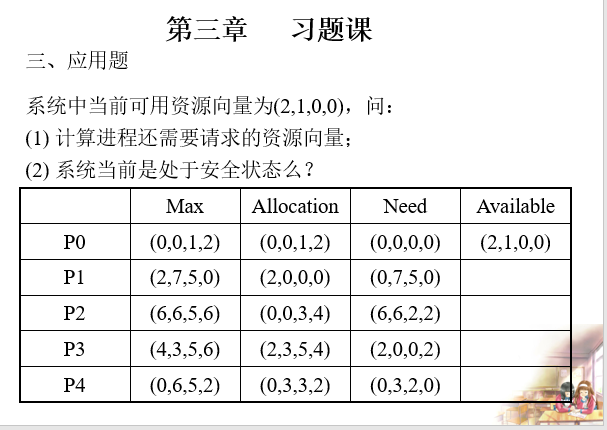 第三章 习题课
三、应用题
系统中当前可用资源向量为(2,1,0,0)，问：
(1) 计算进程还需要请求的资源向量；
(2) 系统当前是处于安全状态么？
Max Allocation Need Available
P0 (0,0,1,2) (0,0,1,2) (0,0,0,0) (2,1,0,0)
P1 (2,7,5,0) (2,0,0,0) (0,7,5,0)
P2 (6,6,5,6) (0,0,3,4) (6,6,2,2)
P3 (4,3,5,6) (2,3,5,4) (2,0,0,2)
P4 (0,6,5,2) (0,3,3,2) (0,3,2,0)